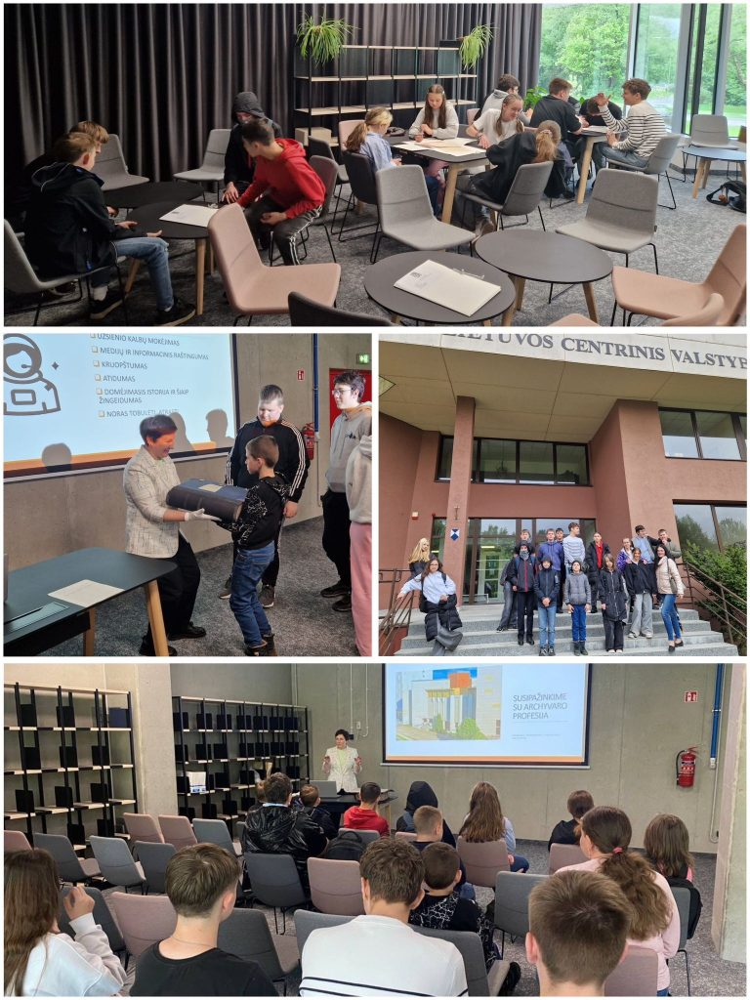 UŽSIENIO KALBŲ MOKĖJIMAS
MEDIJŲ IR INFORMACINIS RAŠTINGUMAS
KRUOPŠTUMAS
ATIDUMAS
DOMĖJIMASIS ISTORIJA IR ŠIAIP
ŽINGEIDUMAS
NORAS TOBULĖTI,
LIETUVOS CENTRINIS VALSTYB
SUSIPAŽINKIME
SU ARCHYVARO
PROFESIJA